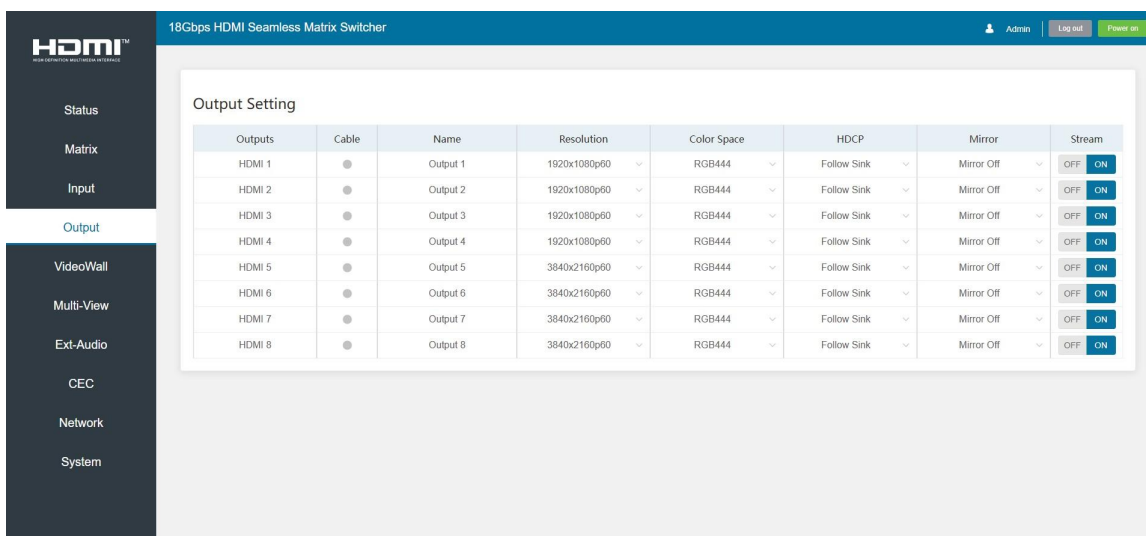 HDMI™
HIGH-DEFINITION MULTIMEDIA INTERFACE
18Gbps HDMI Seamless Matrix Switcher
Admin Log out Power on
Status
Matrix
Input
Output
VideoWall
Multi-View
Ext-Audio
CEC
Network
System
Output Setting
Outputs Cable Name Resolution Color Space HDCP Mirror Stream
HDMI 1 Output 1 1920x1080p60 RGB444 Follow Sink Mirror Off OFF ON
HDMI 2 Output 2 1920x1080p60 RGB444 Follow Sink Mirror Off OFF ON
HDMI 3 Output 3 1920x1080p60 RGB444 Follow Sink Mirror Off OFF ON
HDMI 4 Output 4 1920x1080p60 RGB444 Follow Sink Mirror Off OFF ON
HDMI 5 Output 5 3840x2160p60 RGB444 Follow Sink Mirror Off OFF ON
HDMI 6 Output 6 3840x2160p60 RGB444 Follow Sink Mirror Off OFF ON
HDMI 7 Output 7 3840x2160p60 RGB444 Follow Sink Mirror Off OFF ON
HDMI 8 Output 8 3840x2160p60 RGB444 Follow Sink Mirror Off OFF ON